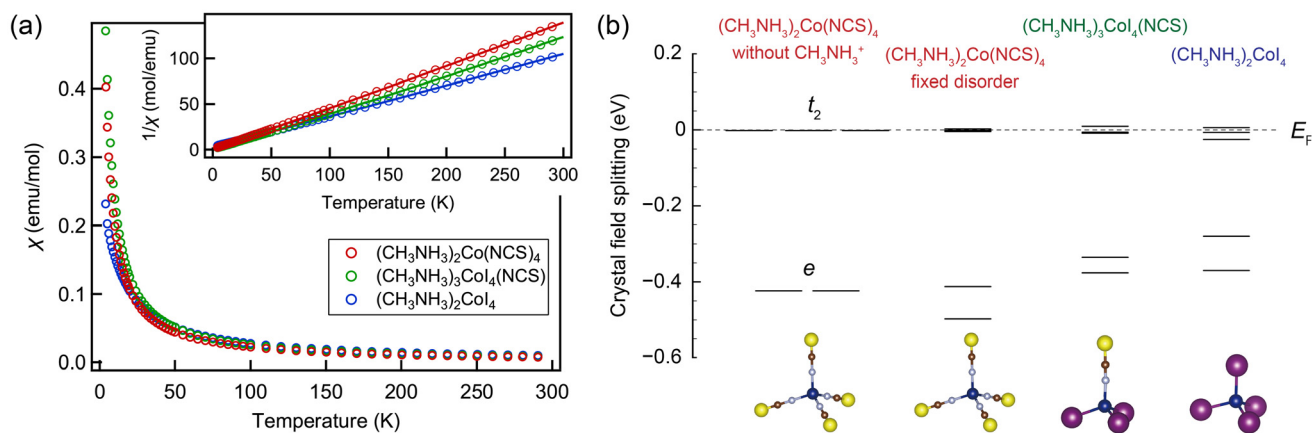 (a)
0.4
0.3
0.2
0.1
0.0
χ (emu/mol)
0
50
100
150
200
250
300
Temperature (K)
100
50
0
1/χ (mol/emu)
0
50
100
150
200
250
300
Temperature (K)
(CH3NH3)2Co(NCS)4
(CH3NH3)3CoI4(NCS)
(CH3NH3)2CoI4
(b)
(CH3NH3)2Co(NCS)4
without CH3NH3+
(CH3NH3)2Co(NCS)4
fixed disorder
(CH3NH3)3CoI4(NCS)
(CH3NH3)2CoI4
0.2
0
−0.2
−0.4
−0.6
Crystal field splitting (eV)
t2
e
EF